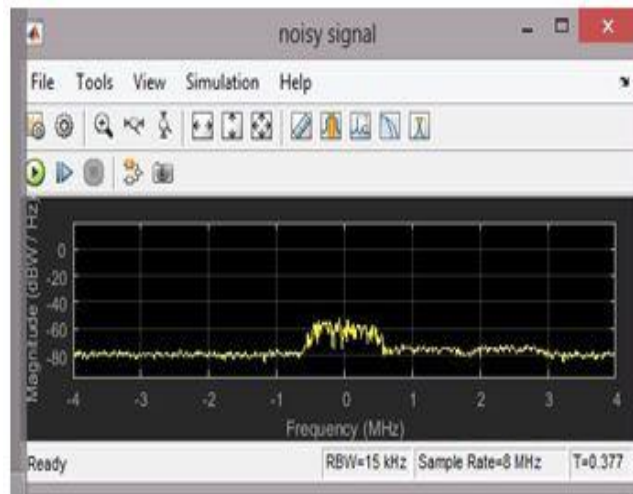 noisy signal
File Tools View Simulation Help
Magnitude (dBW / Hz)
0
-20
-40
-60
-80
-4 -3 -2 -1 0 1 2 3 4
Frequency (MHz)
Ready RBW=15 kHz Sample Rate=8 MHz T=0.377